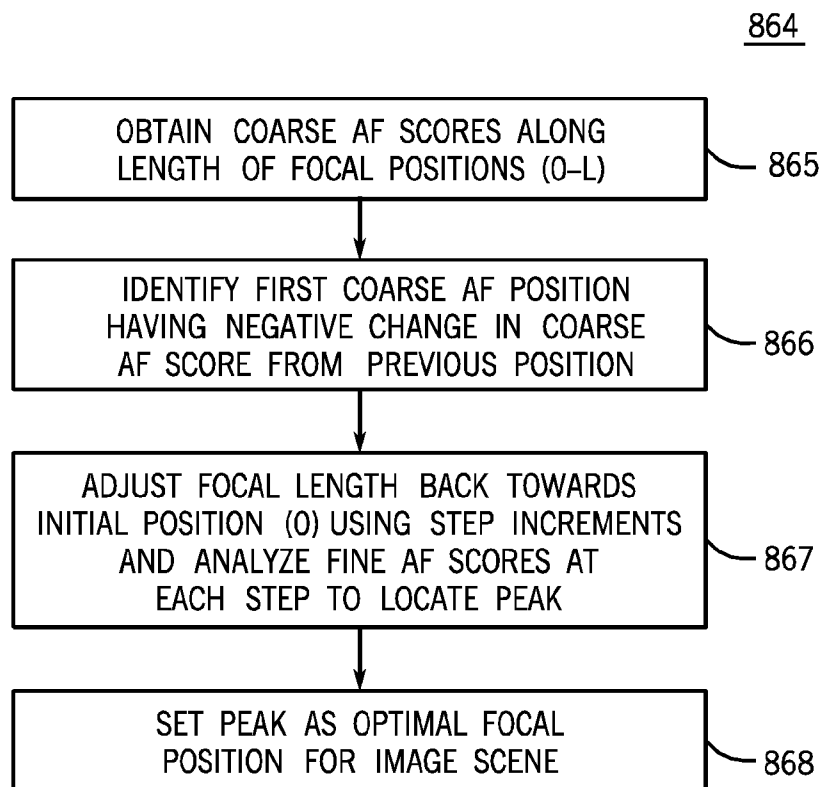 864
OBTAIN COARSE AF SCORES ALONG
LENGTH OF FOCAL POSITIONS (0–L)
865
IDENTIFY FIRST COARSE AF POSITION
HAVING NEGATIVE CHANGE IN COARSE
AF SCORE FROM PREVIOUS POSITION
866
ADJUST FOCAL LENGTH BACK TOWARDS
INITIAL POSITION (0) USING STEP INCREMENTS
AND ANALYZE FINE AF SCORES AT
EACH STEP TO LOCATE PEAK
867
SET PEAK AS OPTIMAL FOCAL
POSITION FOR IMAGE SCENE
868